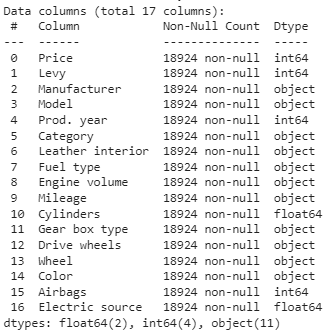 Data columns (total 17 columns):
 #   Column            Non-Null Count  Dtype
---  ------            --------------  -----
 0   Price             18924 non-null  int64
 1   Levy              18924 non-null  int64
 2   Manufacturer      18924 non-null  object
 3   Model             18924 non-null  object
 4   Prod. year        18924 non-null  int64
 5   Category          18924 non-null  object
 6   Leather interior  18924 non-null  object
 7   Fuel type         18924 non-null  object
 8   Engine volume     18924 non-null  object
 9   Mileage           18924 non-null  object
 10  Cylinders         18924 non-null  float64
 11  Gear box type     18924 non-null  object
 12  Drive wheels      18924 non-null  object
 13  Wheel             18924 non-null  object
 14  Color             18924 non-null  object
 15  Airbags           18924 non-null  int64
 16  Electric source   18924 non-null  float64
dtypes: float64(2), int64(4), object(11)